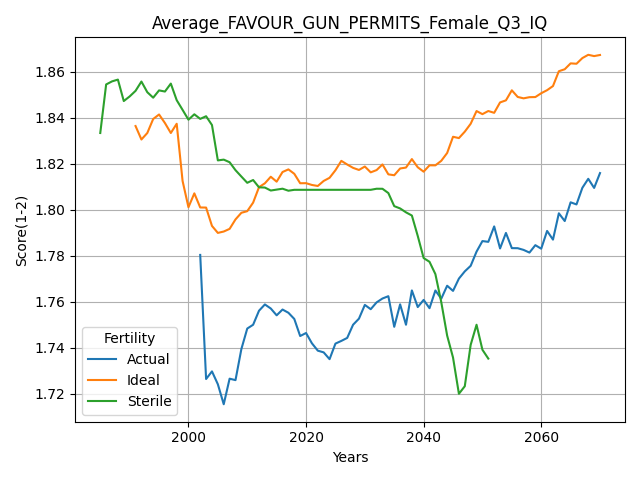 Average_FAVOUR_GUN_PERMITS_Female_Q3_IQ
Score(1-2)
1.86
1.84
1.82
1.80
1.78
1.76
1.74
1.72
Fertility
Actual
Ideal
Sterile
2000
2020
2040
2060
Years